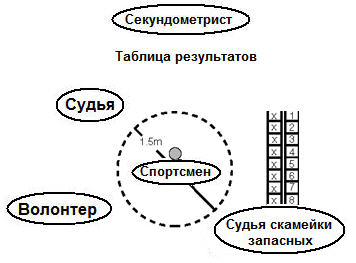 Секундометрист
Таблица результатов
Судья
1.5m
Спортсмен
Волонтер
x 1
x 2
x 3
x 4
x 5
x 6
x 7
x 8
Судья скамейки
запасных